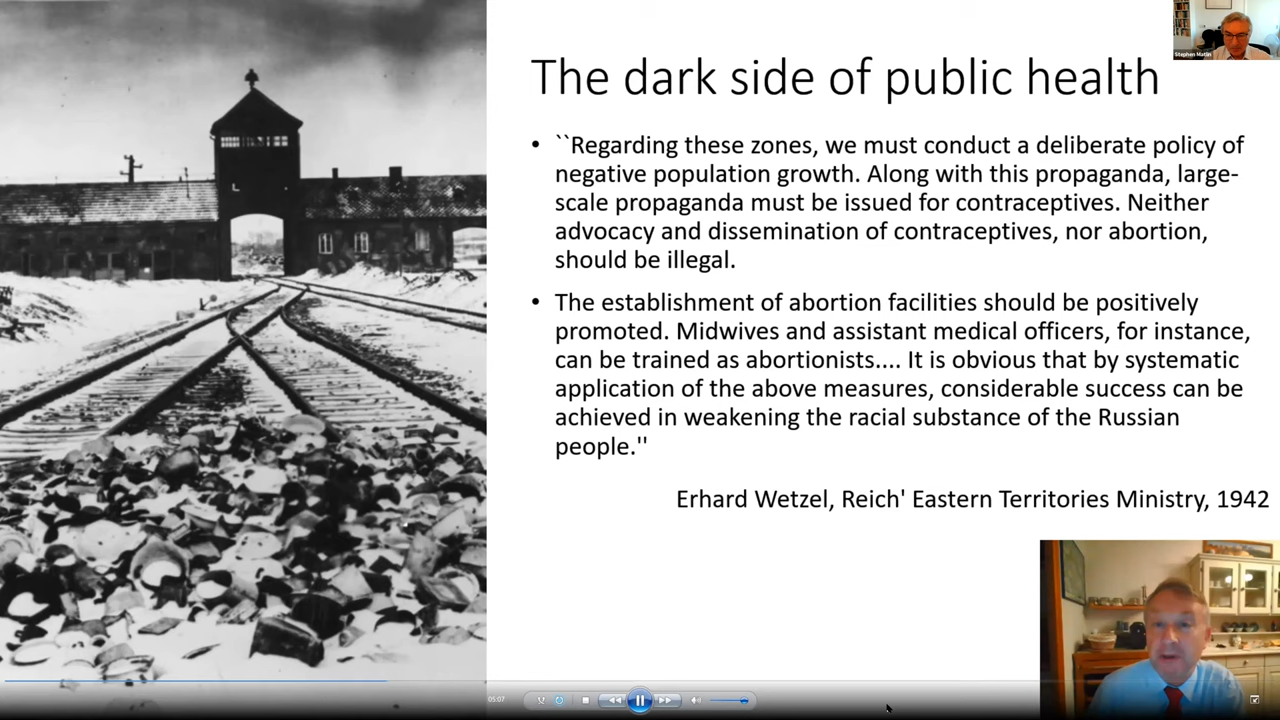 Stephen Matlin
The dark side of public health
• ``Regarding these zones, we must conduct a deliberate policy of
negative population growth. Along with this propaganda, large-
scale propaganda must be issued for contraceptives. Neither
advocacy and dissemination of contraceptives, nor abortion,
should be illegal.
• The establishment of abortion facilities should be positively
promoted. Midwives and assistant medical officers, for instance,
can be trained as abortionists.... It is obvious that by systematic
application of the above measures, considerable success can be
achieved in weakening the racial substance of the Russian
people.''
Erhard Wetzel, Reich' Eastern Territories Ministry, 1942
05:07